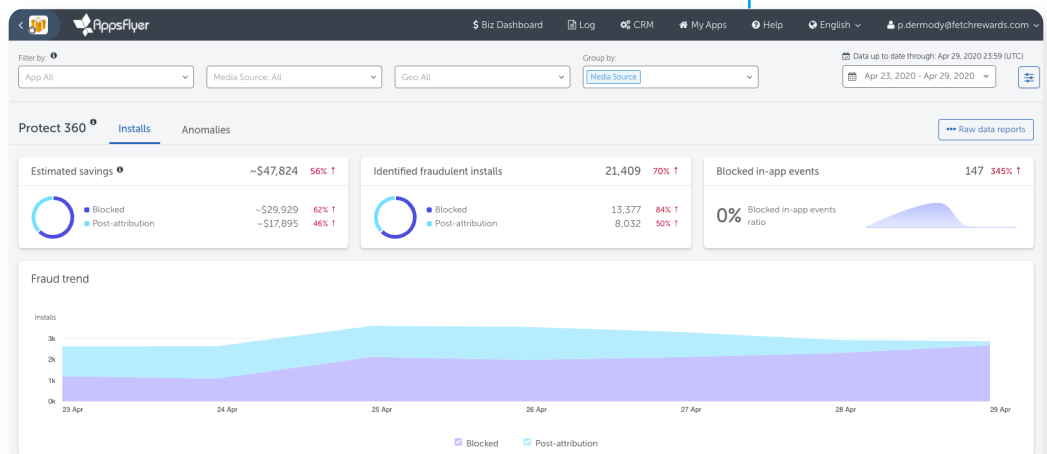 AppsFlyer
$ Biz Dashboard Log CRM My Apps Help English p.dermody@fetchrewards.com
Filter by: Group by: Data up to date through: Apr 29, 2020 23:59 (UTC)
App All Media Source: All Geo All Media Source Apr 23, 2020 - Apr 29, 2020
Protect 360 Installs Anomalies Raw data reports
Estimated savings ~$47,824 56% ↑
Blocked ~$29,929 62% ↑
Post-attribution ~$17,895 46% ↑
Identified fraudulent installs 21,409 70% ↑
Blocked 13,377 84% ↑
Post-attribution 8,032 50% ↑
Blocked in-app events 147 345% ↑
0% Blocked in-app events
ratio
Fraud trend
Installs
3k
2k
1k
0k
23 Apr 24 Apr 25 Apr 26 Apr 27 Apr 28 Apr 29 Apr
Blocked Post-attribution